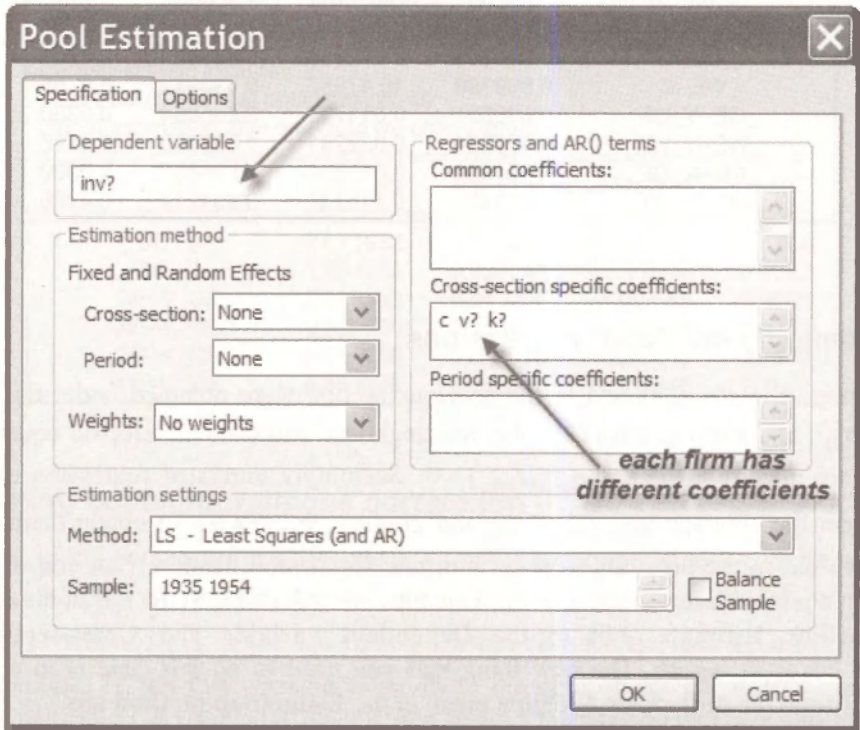 Pool Estimation
Specification
Options
Dependent variable
inv?
Estimation method
Fixed and Random Effects
Cross-section: None
Period: None
Weights: No weights
Regressors and AR() terms
Common coefficients:
Cross-section specific coefficients:
c v? k?
Period specific coefficients:
each firm has
different coefficients
Estimation settings
Method: LS - Least Squares (and AR)
Sample: 1935 1954
Balance
Sample
OK
Cancel